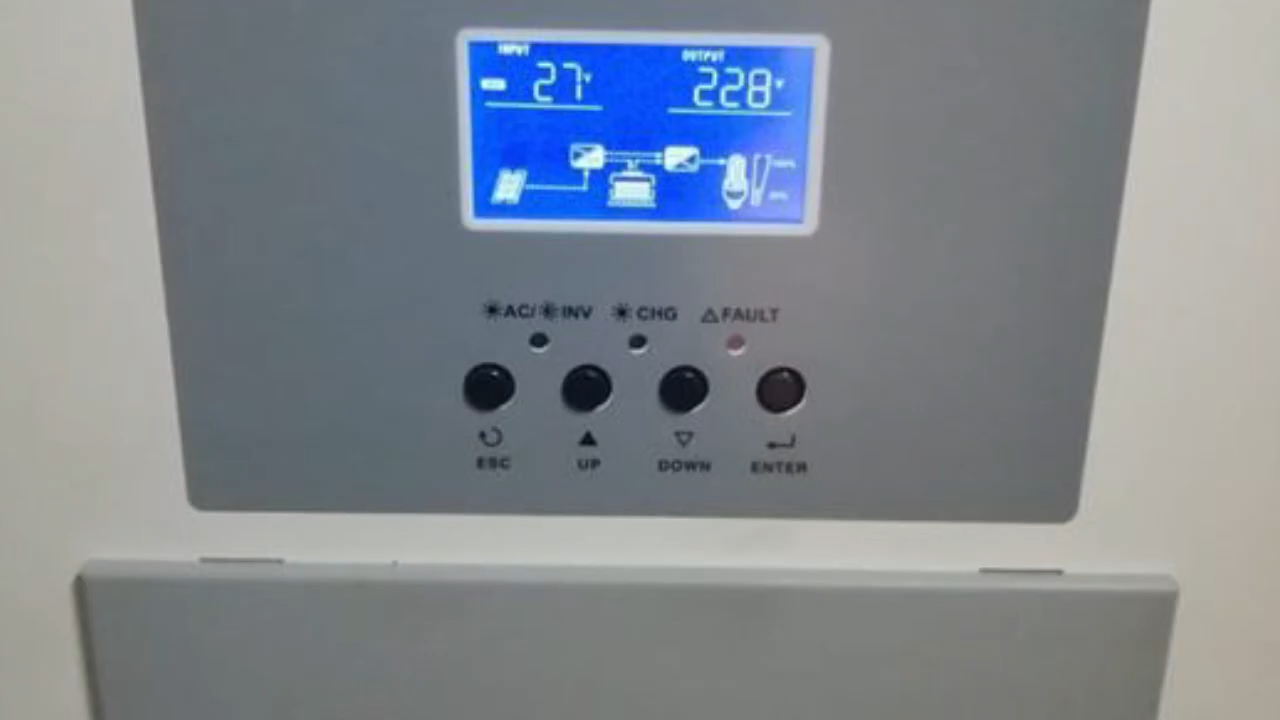 INPUT OUTPUT
27V 228V
AC/ INV CHG FAULT
ESC UP DOWN ENTER